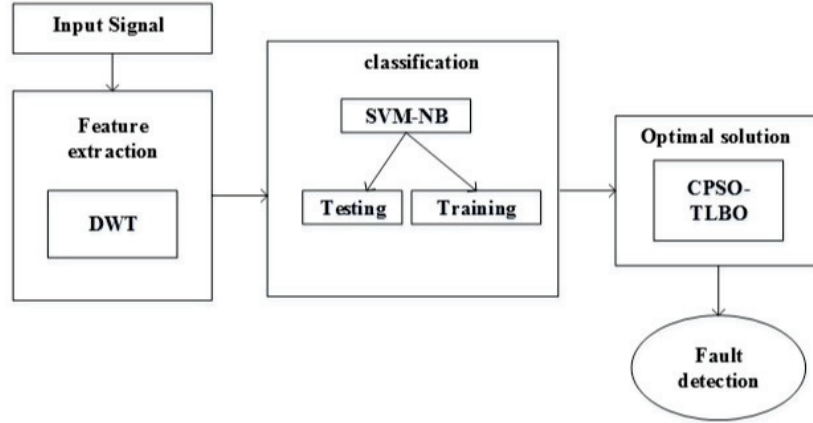 Input Signal
Feature
extraction
DWT
classification
SVM-NB
Testing
Training
Optimal solution
CPSO-
TLBO
Fault
detection